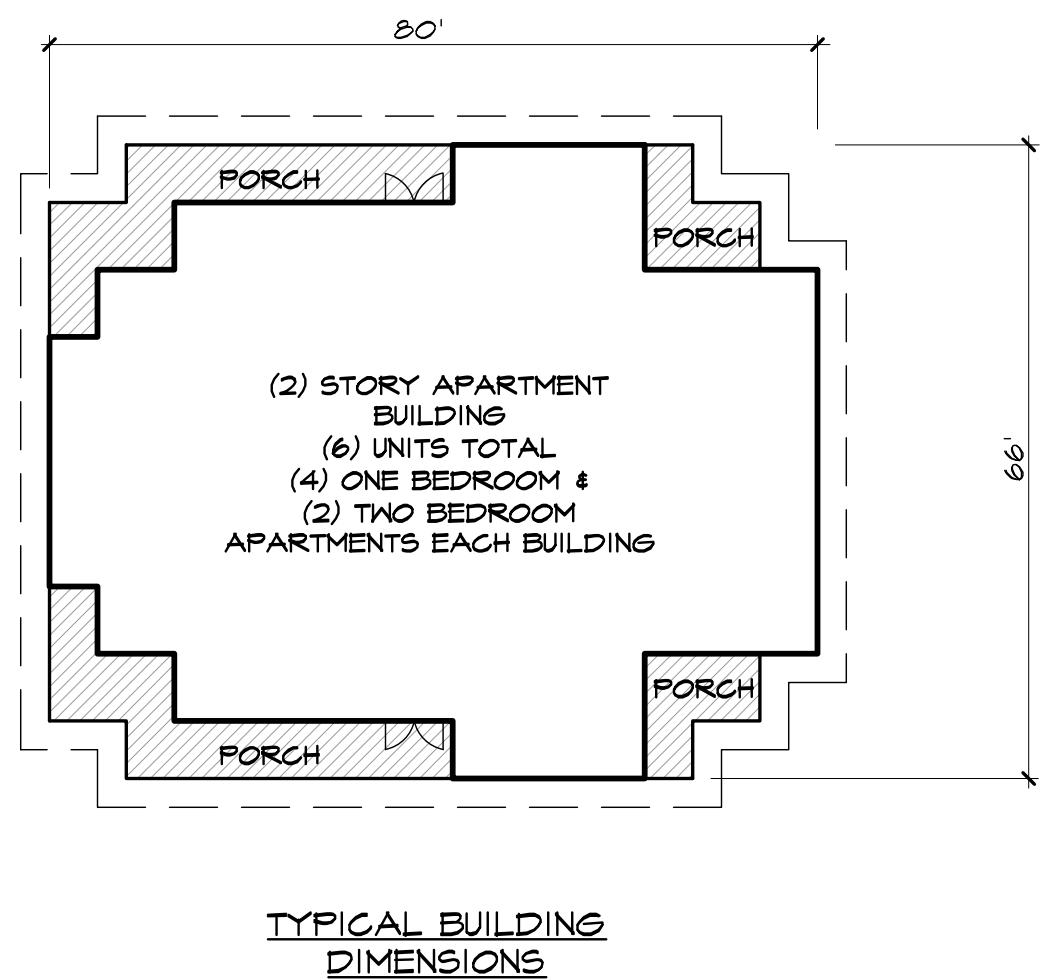 80'
PORCH
PORCH
(2) STORY APARTMENT
BUILDING
(6) UNITS TOTAL
(4) ONE BEDROOM &
(2) TWO BEDROOM
APARTMENTS EACH BUILDING
66'
PORCH
PORCH
TYPICAL BUILDING
DIMENSIONS